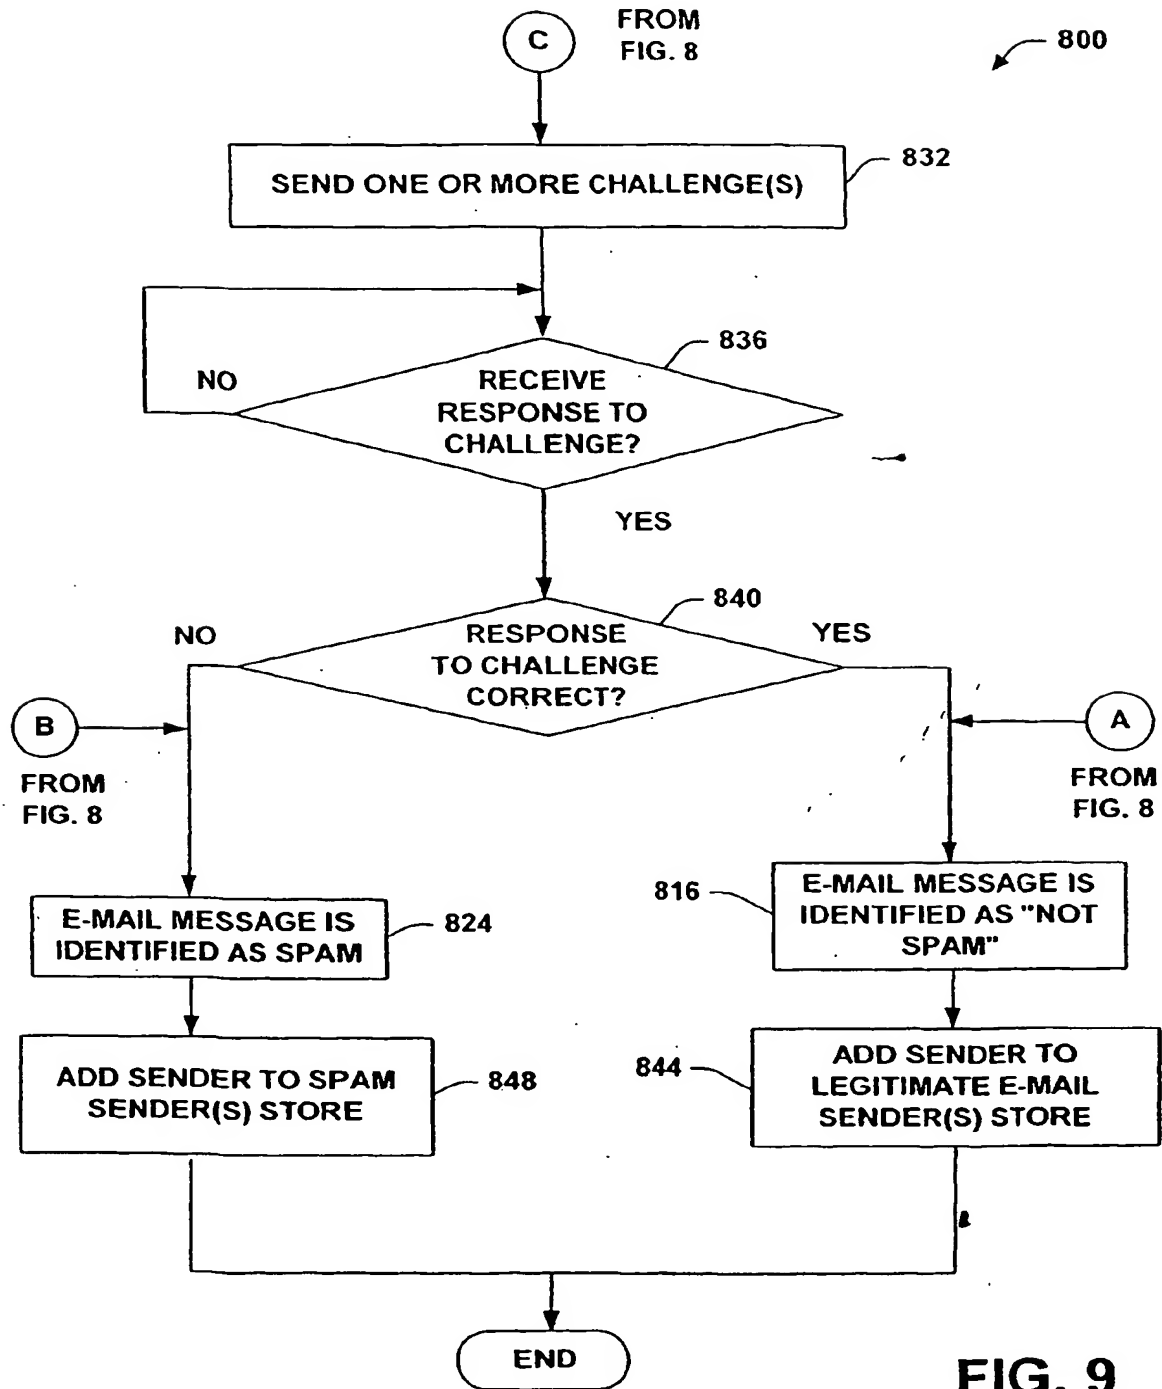 C
FROM
FIG. 8
800
SEND ONE OR MORE CHALLENGE(S)
832
836
NO
RECEIVE
RESPONSE TO
CHALLENGE?
YES
840
NO
RESPONSE
TO CHALLENGE
CORRECT?
YES
B
FROM
FIG. 8
A
FROM
FIG. 8
E-MAIL MESSAGE IS
IDENTIFIED AS SPAM
824
816
E-MAIL MESSAGE IS
IDENTIFIED AS "NOT
SPAM"
ADD SENDER TO SPAM
SENDER(S) STORE
848
844
ADD SENDER TO
LEGITIMATE E-MAIL
SENDER(S) STORE
END
FIG. 9